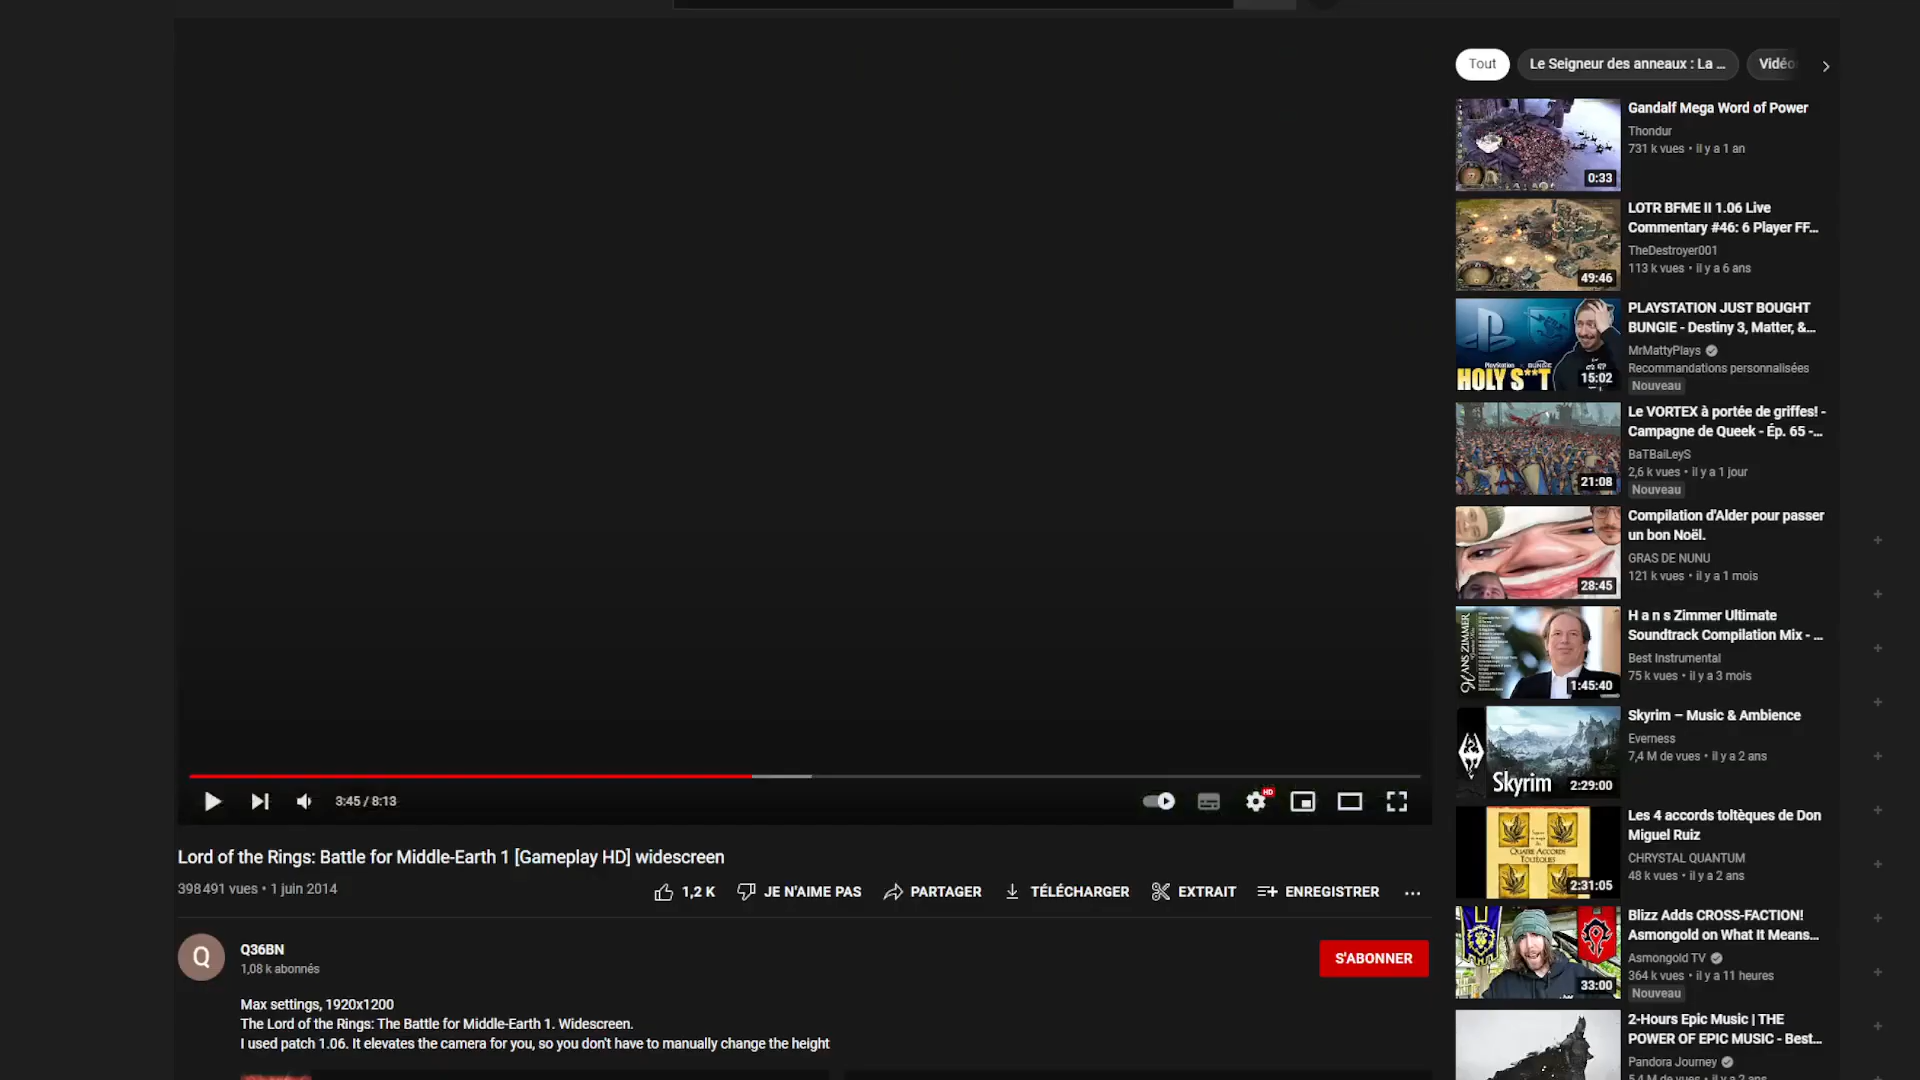 Tout
Le Seigneur des anneaux : La ...
Vidéo
Gandalf Mega Word of Power
Thondur
731 k vues • il y a 1 an
0:33
LOTR BFME II 1.06 Live
Commentary #46: 6 Player FF...
TheDestroyer001
113 k vues • il y a 6 ans
49:46
PLAYSTATION JUST BOUGHT
BUNGIE - Destiny 3, Matter, &...
MrMattyPlays
Recommandations personnalisées
Nouveau
PlayStation
BUNGIE
HOLY S**T
15:02
Le VORTEX à portée de griffes! -
Campagne de Queek - Ép. 65 -...
BaTBaiLeyS
2,6 k vues • il y a 1 jour
Nouveau
21:08
Compilation d'Alder pour passer
un bon Noël.
GRAS DE NUNU
121 k vues • il y a 1 mois
28:45
H a n s Zimmer Ultimate
Soundtrack Compilation Mix - ...
Best Instrumental
75 k vues • il y a 3 mois
HANS ZIMMER
1:45:40
Skyrim – Music & Ambience
Everness
7,4 M de vues • il y a 2 ans
Skyrim
2:29:00
Les 4 accords toltèques de Don
Miguel Ruiz
CHRYSTAL QUANTUM
48 k vues • il y a 2 ans
QUATRE ACCORDS
TOLTÈQUES
2:31:05
Blizz Adds CROSS-FACTION!
Asmongold on What It Means...
Asmongold TV
364 k vues • il y a 11 heures
Nouveau
33:00
2-Hours Epic Music | THE
POWER OF EPIC MUSIC - Best...
Pandora Journey
5,4 M de vues • il y a 2 ans
3:45 / 8:13
HD
Lord of the Rings: Battle for Middle-Earth 1 [Gameplay HD] widescreen
398 491 vues • 1 juin 2014
1,2 K
JE N'AIME PAS
PARTAGER
TÉLÉCHARGER
EXTRAIT
ENREGISTRER
Q
Q36BN
1,08 k abonnés
S'ABONNER
Max settings, 1920x1200
The Lord of the Rings: The Battle for Middle-Earth 1. Widescreen.
I used patch 1.06. It elevates the camera for you, so you don't have to manually change the height